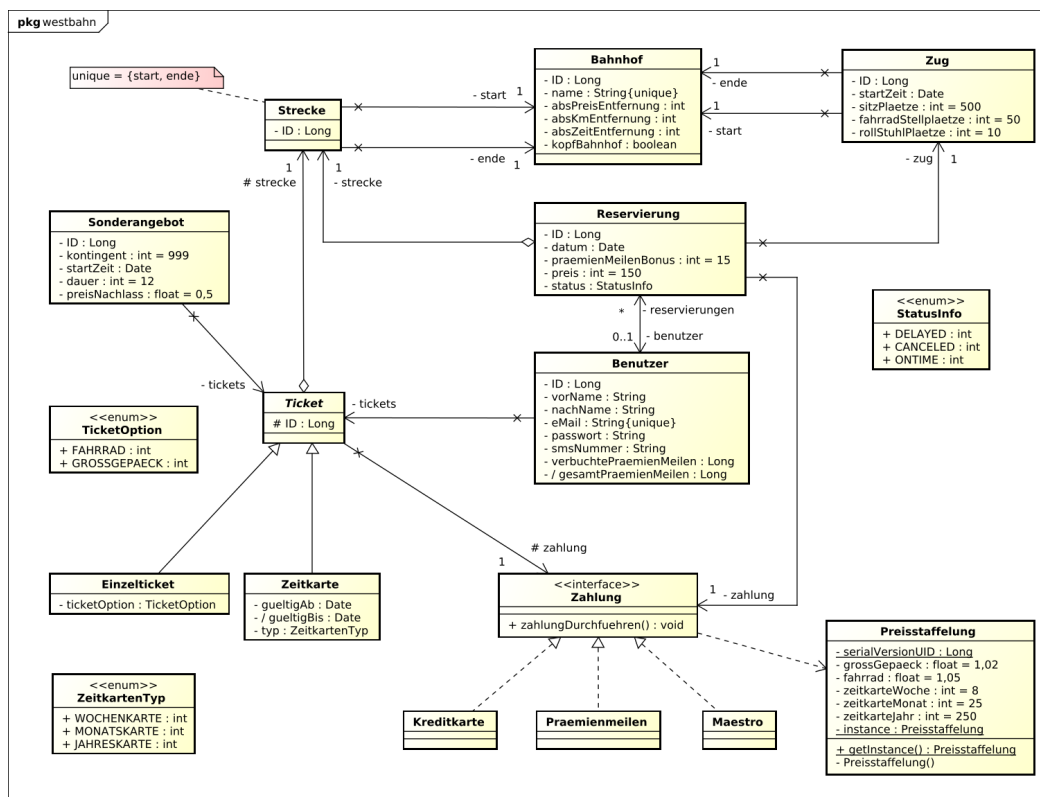 pkg westbahn
unique = {start, ende}
Strecke
- ID : Long
- start
1
- ende
1
Bahnhof
- ID : Long
- name : String{unique}
- absPreisEntfernung : int
- absKmEntfernung : int
- absZeitEntfernung : int
- kopfBahnhof : boolean
1
- ende
1
- start
Zug
- ID : Long
- startZeit : Date
- sitzPlaetze : int = 500
- fahrradStellplaetze : int = 50
- rollStuhlPlaetze : int = 10
- zug
1
1
# strecke
1
- strecke
Sonderangebot
- ID : Long
- kontingent : int = 999
- startZeit : Date
- dauer : int = 12
- preisNachlass : float = 0,5
- tickets
Reservierung
- ID : Long
- datum : Date
- praemienMeilenBonus : int = 15
- preis : int = 150
- status : StatusInfo
*
- reservierungen
0..1
- benutzer
<<enum>>
StatusInfo
+ DELAYED : int
+ CANCELED : int
+ ONTIME : int
Benutzer
- ID : Long
- vorName : String
- nachName : String
- eMail : String{unique}
- passwort : String
- smsNummer : String
- verbuchtePraemienMeilen : Long
- / gesamtPraemienMeilen : Long
- tickets
Ticket
# ID : Long
<<enum>>
TicketOption
+ FAHRRAD : int
+ GROSSGEPAECK : int
# zahlung
1
Einzelticket
- ticketOption : TicketOption
Zeitkarte
- gueltigAb : Date
- / gueltigBis : Date
- typ : ZeitkartenTyp
<<interface>>
Zahlung
+ zahlungDurchfuehren() : void
1
- zahlung
<<enum>>
ZeitkartenTyp
+ WOCHENKARTE : int
+ MONATSKARTE : int
+ JAHRESKARTE : int
Kreditkarte
Praemienmeilen
Maestro
Preisstaffelung
- serialVersionUID : Long
- grossGepaeck : float = 1,02
- fahrrad : float = 1,05
- zeitkarteWoche : int = 8
- zeitkarteMonat : int = 25
- zeitkarteJahr : int = 250
- instance : Preisstaffelung
+ getInstance() : Preisstaffelung
- Preisstaffelung()